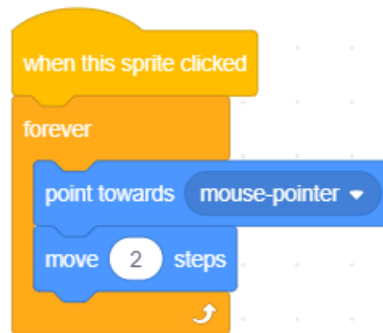 when this sprite clicked
forever
point towards mouse-pointer
move 2 steps